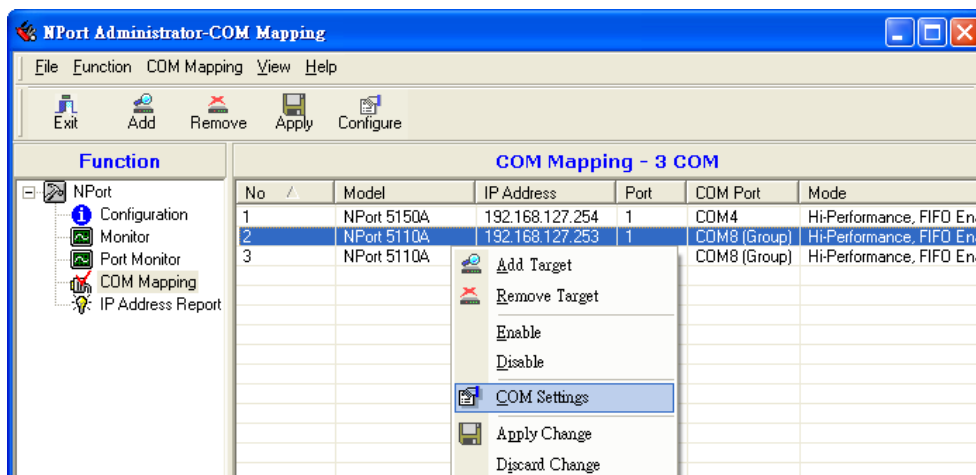 NPort Administrator-COM Mapping
File Function COM Mapping View Help
Exit Add Remove Apply Configure
Function
COM Mapping - 3 COM
NPort
Configuration
Monitor
Port Monitor
COM Mapping
IP Address Report
No Model IP Address Port COM Port Mode
1 NPort 5150A 192.168.127.254 1 COM4 Hi-Performance, FIFO En
2 NPort 5110A 192.168.127.253 1 COM8 (Group) Hi-Performance, FIFO En
3 NPort 5110A COM8 (Group) Hi-Performance, FIFO En
Add Target
Remove Target
Enable
Disable
COM Settings
Apply Change
Discard Change